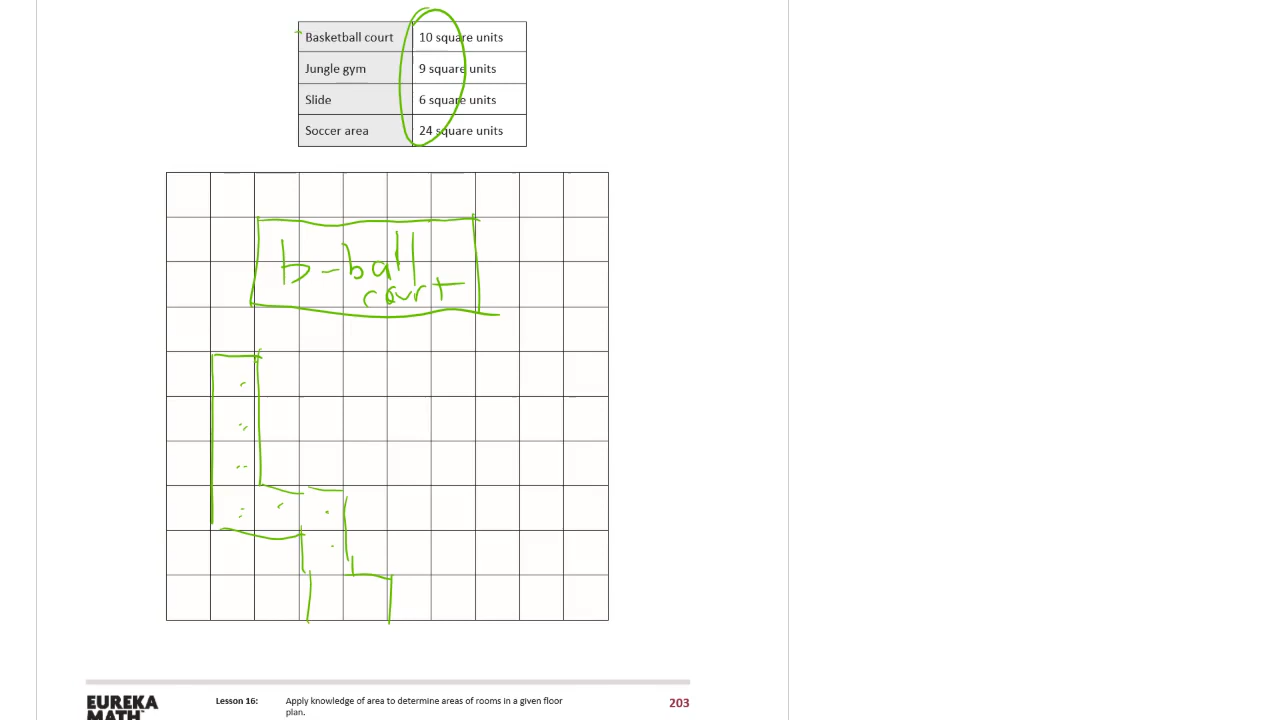 Basketball court 10 square units
Jungle gym 9 square units
Slide 6 square units
Soccer area 24 square units
b-ball
court
EUREKA
MATH™
Lesson 16: Apply knowledge of area to determine areas of rooms in a given floor
plan.
203